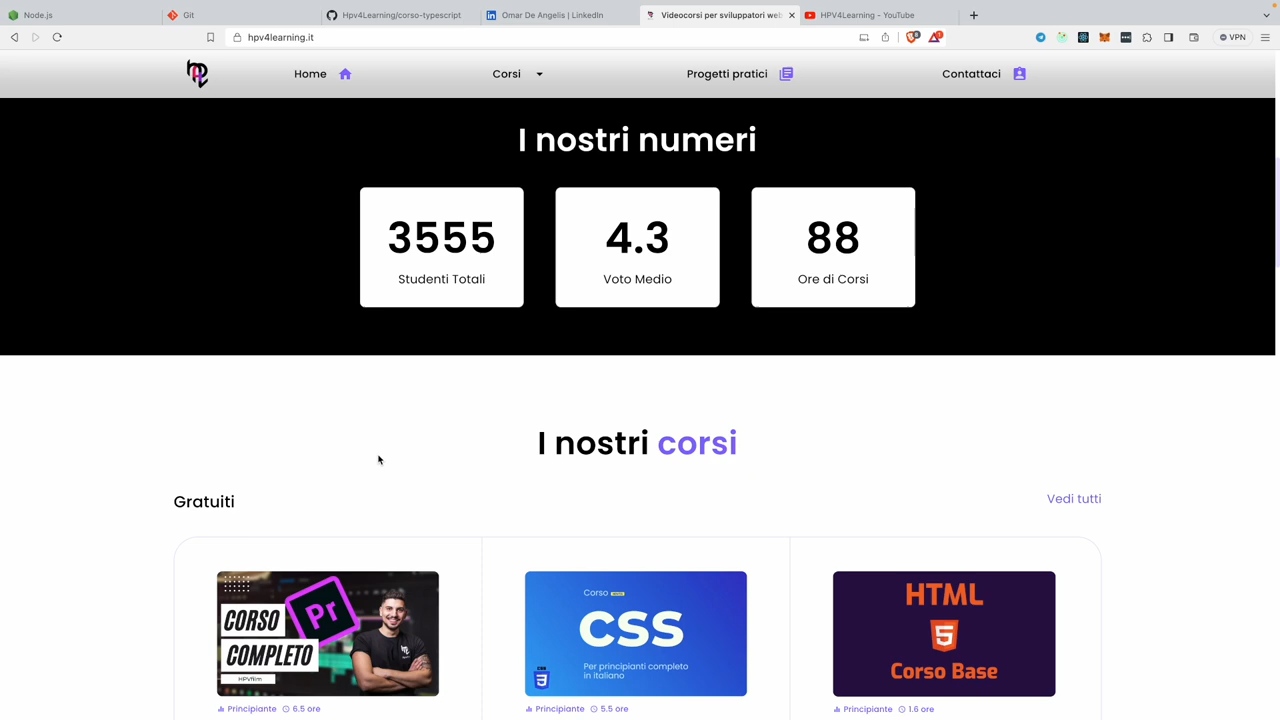 Node.js
Git
Hpv4Learning/corso-typescript
Omar De Angelis | LinkedIn
Videocorsi per sviluppatori web
HPV4Learning - YouTube
hpv4learning.it
VPN
Home
Corsi
Progetti pratici
Contattaci
I nostri numeri
3555
4.3
88
Studenti Totali
Voto Medio
Ore di Corsi
I nostri corsi
Gratuiti
Vedi tutti
Pr
CORSO
COMPLETO
HPVfilm
Principiante 6.5 ore
Corso
CSS
Per principianti completo
in italiano
Principiante 5.5 ore
HTML
5
Corso Base
Principiante 1.6 ore